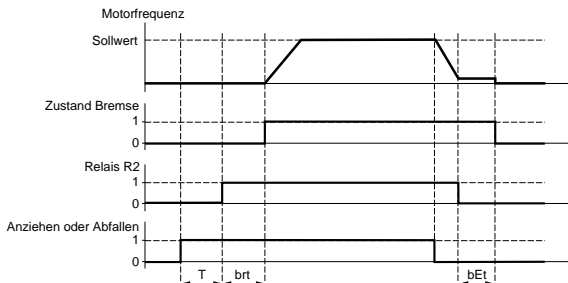 Motorfrequenz
Sollwert
Zustand Bremse
1
0
Relais R2
1
0
Anziehen oder Abfallen
1
0
T brt bEt